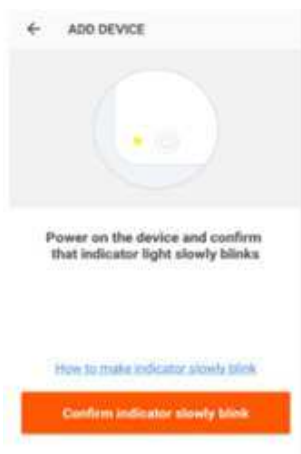 ADD DEVICE
Power on the device and confirm
that indicator light slowly blinks
How to make indicator slowly blink
Confirm indicator slowly blink